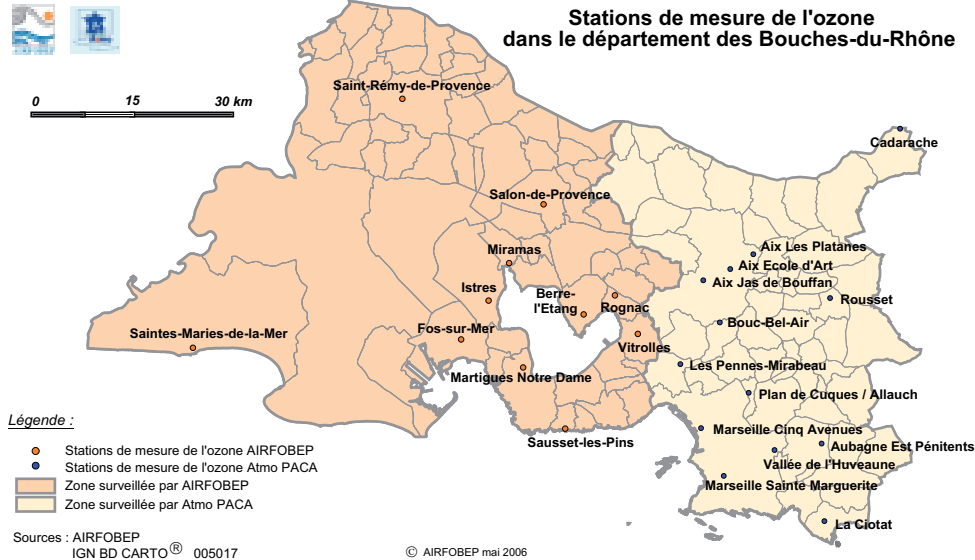 Stations de mesure de l'ozone
dans le département des Bouches-du-Rhône
0 15 30 km
Saint-Rémy-de-Provence
Cadarache
Salon-de-Provence
Miramas
Aix Les Platanes
Aix Ecole d'Art
Aix Jas de Bouffan
Istres
Berre-
l'Etang
Rognac
Rousset
Saintes-Maries-de-la-Mer
Fos-sur-Mer
Bouc-Bel-Air
Vitrolles
Martigues Notre Dame
Les Pennes-Mirabeau
Plan de Cuques / Allauch
Sausset-les-Pins
Marseille Cinq Avenues
Aubagne Est Pénitents
Vallée de l'Huveaune
Marseille Sainte Marguerite
La Ciotat
Légende :
Stations de mesure de l'ozone AIRFOBEP
Stations de mesure de l'ozone Atmo PACA
Zone surveillée par AIRFOBEP
Zone surveillée par Atmo PACA
Sources : AIRFOBEP
IGN BD CARTO ® 005017
© AIRFOBEP mai 2006